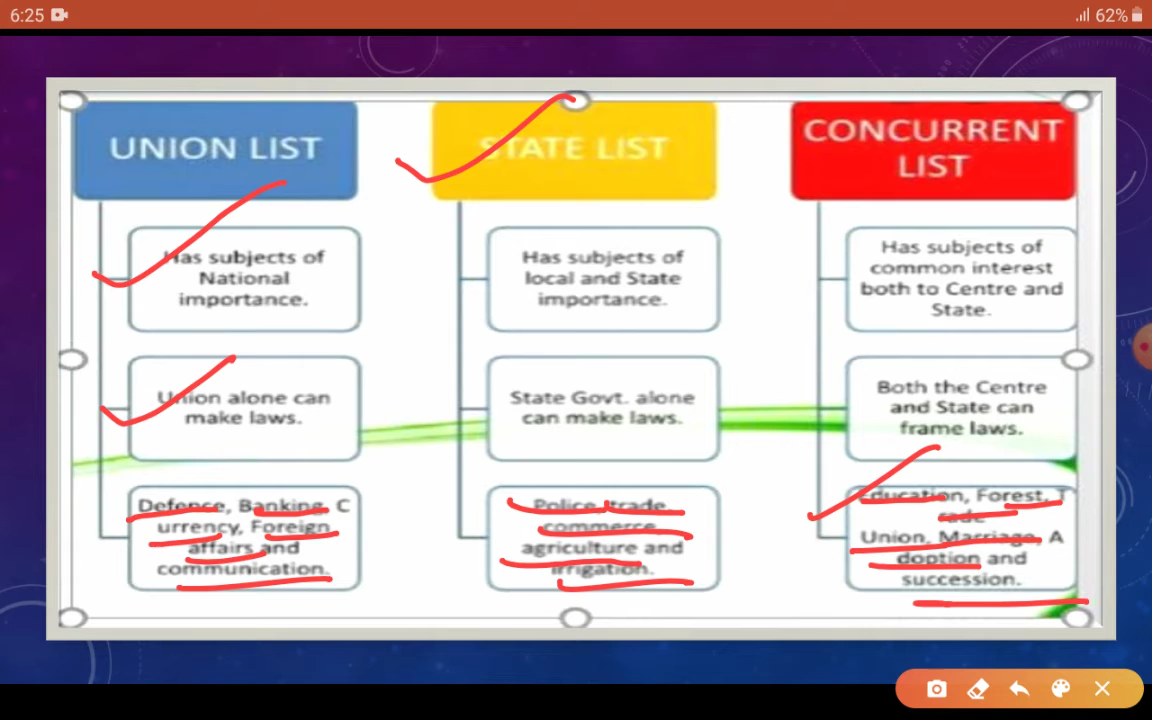 6:25
62%
UNION LIST
Has subjects of
National
importance.
Union alone can
make laws.
Defence, Banking, C
urrency, Foreign
affairs and
communication.
STATE LIST
Has subjects of
local and State
importance.
State Govt. alone
can make laws.
Police, trade,
commerce,
agriculture and
irrigation.
CONCURRENT
LIST
Has subjects of
common interest
both to Centre and
State.
Both the Centre
and State can
frame laws.
Education, Forest, T
rade
Union, Marriage, A
doption and
succession.